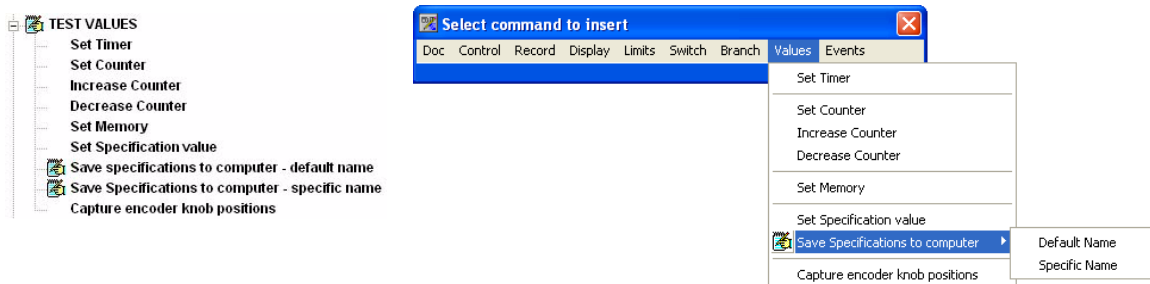 TEST VALUES
Set Timer
Set Counter
Increase Counter
Decrease Counter
Set Memory
Set Specification value
Save specifications to computer - default name
Save Specifications to computer - specific name
Capture encoder knob positions
Select command to insert
Doc Control Record Display Limits Switch Branch Values Events
Set Timer
Set Counter
Increase Counter
Decrease Counter
Set Memory
Set Specification value
Save Specifications to computer
Default Name
Specific Name
Capture encoder knob positions